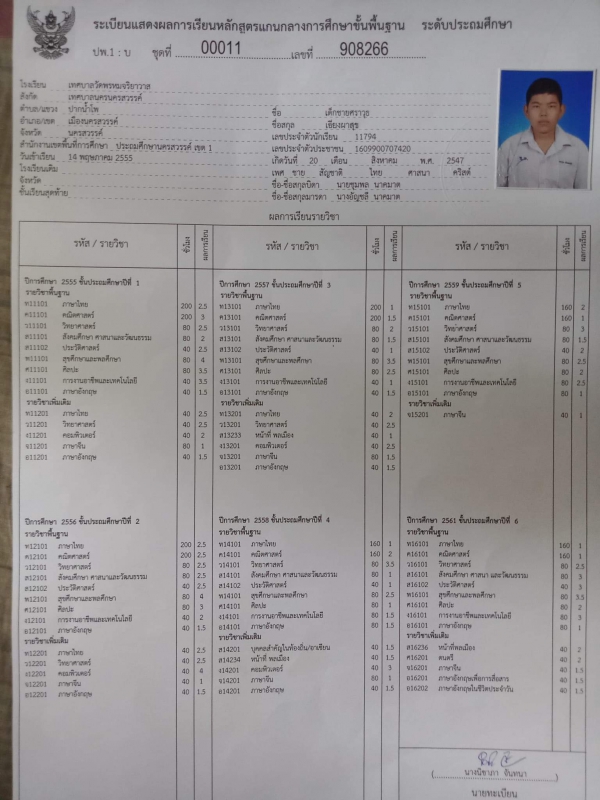 ระเบียนแสดงผลการเรียนหลักสูตรแกนกลางการศึกษาขั้นพื้นฐาน ระดับประถมศึกษา
ปพ.1 : บ ชุดที่ 00011 เลขที่ 908266
โรงเรียน เทศบาลวัดพรหมจริยาวาส
สังกัด เทศบาลนครนครสวรรค์
ตำบล/แขวง ปากน้ำโพ
อำเภอ/เขต เมืองนครสวรรค์
จังหวัด นครสวรรค์
สำนักงานเขตพื้นที่การศึกษา ประถมศึกษานครสวรรค์ เขต 1
วันเข้าเรียน 14 พฤษภาคม 2555
โรงเรียนเดิม
จังหวัด
ชั้นเรียนสุดท้าย
ชื่อ เด็กชายศราวุธ
ชื่อสกุล
เลขประจำตัวนักเรียน 11794
เลขประจำตัวประชาชน 1609900707420
เกิดวันที่ 20 เดือน สิงหาคม พ.ศ. 2547
เพศ ชาย สัญชาติ ไทย ศาสนา คริสต์
ชื่อ-ชื่อสกุลบิดา นายชุมพล นาคมาต
ชื่อ-ชื่อสกุลมารดา นางอัญชลี นาคมาต
ผลการเรียนรายวิชา
รหัส / รายวิชา ชั่วโมง ผลการเรียน
ปีการศึกษา 2555 ชั้นประถมศึกษาปีที่ 1
รายวิชาพื้นฐาน
ท11101 ภาษาไทย 200 2.5
ค11101 คณิตศาสตร์ 200 3
ว11101 วิทยาศาสตร์ 80 2.5
ส11101 สังคมศึกษา ศาสนาและวัฒนธรรม 80 2
ส11102 ประวัติศาสตร์ 40 2.5
พ11101 สุขศึกษาและพลศึกษา 80 4
ศ11101 ศิลปะ 80 3.5
ง11101 การงานอาชีพและเทคโนโลยี 40 3.5
อ11101 ภาษาอังกฤษ 40 1.5
รายวิชาเพิ่มเติม
ท11201 ภาษาไทย 40 2.5
ว11201 วิทยาศาสตร์ 40 2.5
ง11201 คอมพิวเตอร์ 40 2
จ11201 ภาษาจีน 80 1
อ11201 ภาษาอังกฤษ 40 1.5
ปีการศึกษา 2556 ชั้นประถมศึกษาปีที่ 2
รายวิชาพื้นฐาน
ท12101 ภาษาไทย 200 2.5
ค12101 คณิตศาสตร์ 200 2.5
ว12101 วิทยาศาสตร์ 80 2.5
ส12101 สังคมศึกษา ศาสนาและวัฒนธรรม 80 2.5
ส12102 ประวัติศาสตร์ 40 2.5
พ12101 สุขศึกษาและพลศึกษา 80 4
ศ12101 ศิลปะ 80 3
ง12101 การงานอาชีพและเทคโนโลยี 40 2
อ12101 ภาษาอังกฤษ 40 1.5
รายวิชาเพิ่มเติม
ท12201 ภาษาไทย 40 2.5
ว12201 วิทยาศาสตร์ 40 2.5
ง12201 คอมพิวเตอร์ 40 4
จ12201 ภาษาจีน 40 1
อ12201 ภาษาอังกฤษ 40 1.5
รหัส / รายวิชา ชั่วโมง ผลการเรียน
ปีการศึกษา 2557 ชั้นประถมศึกษาปีที่ 3
รายวิชาพื้นฐาน
ท13101 ภาษาไทย 200 1
ค13101 คณิตศาสตร์ 200 1.5
ว13101 วิทยาศาสตร์ 80 2
ส13101 สังคมศึกษา ศาสนาและวัฒนธรรม 80 1.5
ส13102 ประวัติศาสตร์ 40 1
พ13101 สุขศึกษาและพลศึกษา 80 3.5
ศ13101 ศิลปะ 80 1.5
ง13101 การงานอาชีพและเทคโนโลยี 40 2.5
อ13101 ภาษาอังกฤษ 40 1.5
รายวิชาเพิ่มเติม
ท13201 ภาษาไทย 40 2
ว13201 วิทยาศาสตร์ 40 2.5
ส13233 หน้าที่ พลเมือง 40 1
ง13201 คอมพิวเตอร์ 40 2.5
จ13201 ภาษาจีน 80 2.5
อ13201 ภาษาอังกฤษ 40 1.5
ปีการศึกษา 2558 ชั้นประถมศึกษาปีที่ 4
รายวิชาพื้นฐาน
ท14101 ภาษาไทย 160 1
ค14101 คณิตศาสตร์ 160 2
ว14101 วิทยาศาสตร์ 80 3.5
ส14101 สังคมศึกษา ศาสนาและวัฒนธรรม 80 1
ส14102 ประวัติศาสตร์ 40 2
พ14101 สุขศึกษาและพลศึกษา 80 2.5
ศ14101 ศิลปะ 80 1
ง14101 การงานอาชีพและเทคโนโลยี 80 1.5
อ14101 ภาษาอังกฤษ 80 1.5
รายวิชาเพิ่มเติม
ส14201 บุคคลสำคัญในท้องถิ่น/อาเซียน 40 1.5
ส14234 หน้าที่ พลเมือง 40 1.5
ง14201 คอมพิวเตอร์ 40 3
จ14201 ภาษาจีน 80 1
อ14201 ภาษาอังกฤษ 40 1.5
รหัส / รายวิชา ชั่วโมง ผลการเรียน
ปีการศึกษา 2559 ชั้นประถมศึกษาปีที่ 5
รายวิชาพื้นฐาน
ท15101 ภาษาไทย 160 2
ค15101 คณิตศาสตร์ 160 1
ว15101 วิทยาศาสตร์ 80 3
ส15101 สังคมศึกษา ศาสนาและวัฒนธรรม 80 1
ส15102 ประวัติศาสตร์ 40 2
พ15101 สุขศึกษาและพลศึกษา 80 2.5
ศ15101 ศิลปะ 80 2
ง15101 การงานอาชีพและเทคโนโลยี 80 2.5
อ15101 ภาษาอังกฤษ 80 1
รายวิชาเพิ่มเติม
จ15201 ภาษาจีน 40 1
ปีการศึกษา 2561 ชั้นประถมศึกษาปีที่ 6
รายวิชาพื้นฐาน
ท16101 ภาษาไทย 160 1
ค16101 คณิตศาสตร์ 160 1
ว16101 วิทยาศาสตร์ 80 2.5
ส16101 สังคมศึกษา ศาสนา และวัฒนธรรม 80 3
ส16102 ประวัติศาสตร์ 40 3
พ16101 สุขศึกษาและพลศึกษา 80 3.5
ศ16101 ศิลปะ 80 2
ง16101 การงานอาชีพและเทคโนโลยี 80 3
อ16101 ภาษาอังกฤษ 80 1
รายวิชาเพิ่มเติม
ส16236 หน้าที่พลเมือง 40 2
ศ16201 ดนตรี 40 2
จ16201 ภาษาจีน 40 1.5
อ16201 ภาษาอังกฤษเพื่อการสื่อสาร 40 1.5
อ16202 ภาษาอังกฤษในชีวิตประจำวัน 40 1.5
( นางนิชาภา จันทนา )
นายทะเบียน